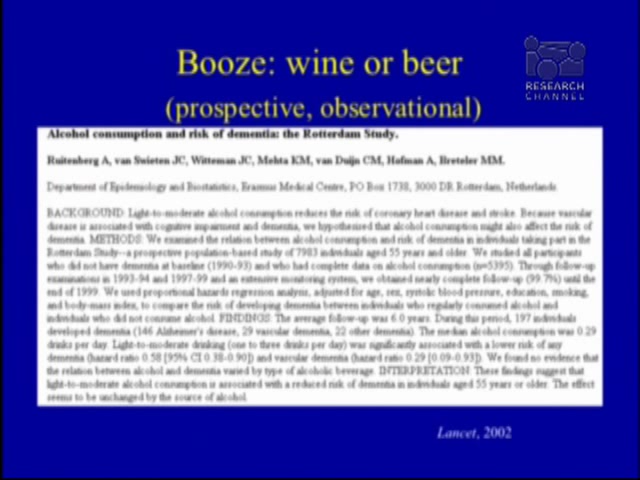 Booze: wine or beer
RESEARCH
CHANNEL
(prospective, observational)
Alcohol consumption and risk of dementia: the Rotterdam Study.
Ruitenberg A, van Swieten JC, Witteman JC, Mehta KM, van Duijn CM, Hofman A, Breteler MM.
Department of Epidemiology and Biostatistics, Erasmus Medical Centre, PO Box 1738, 3000 DR Rotterdam, Netherlands.
BACKGROUND: Light-to-moderate alcohol consumption reduces the risk of coronary heart disease and stroke. Because vascular
disease is associated with cognitive impairment and dementia, we hypothesised that alcohol consumption might also affect the risk of
dementia. METHODS: We examined the relation between alcohol consumption and risk of dementia in individuals taking part in the
Rotterdam Study--a prospective population-based study of 7983 individuals aged 55 years and older. We studied all participants
who did not have dementia at baseline (1990-93) and who had complete data on alcohol consumption (n=5395). Through follow-up
examinations in 1993-94 and 1997-99 and an extensive monitoring system, we obtained nearly complete follow-up (99.7%) until the
end of 1999. We used proportional hazards regression analysis, adjusted for age, sex, systolic blood pressure, education, smoking,
and body-mass index, to compare the risk of developing dementia between individuals who regularly consumed alcohol and
individuals who did not consume alcohol. FINDINGS: The average follow-up was 6.0 years. During this period, 197 individuals
developed dementia (146 Alzheimer's disease, 29 vascular dementia, 22 other dementia). The median alcohol consumption was 0.29
drinks per day. Light-to-moderate drinking (one to three drinks per day) was significantly associated with a lower risk of any
dementia (hazard ratio 0.58 [95% CI 0.38-0.90]) and vascular dementia (hazard ratio 0.29 [0.09-0.93]). We found no evidence that
the relation between alcohol and dementia varied by type of alcoholic beverage. INTERPRETATION: These findings suggest that
light-to-moderate alcohol consumption is associated with a reduced risk of dementia in individuals aged 55 years or older. The effect
seems to be unchanged by the source of alcohol.
Lancet, 2002